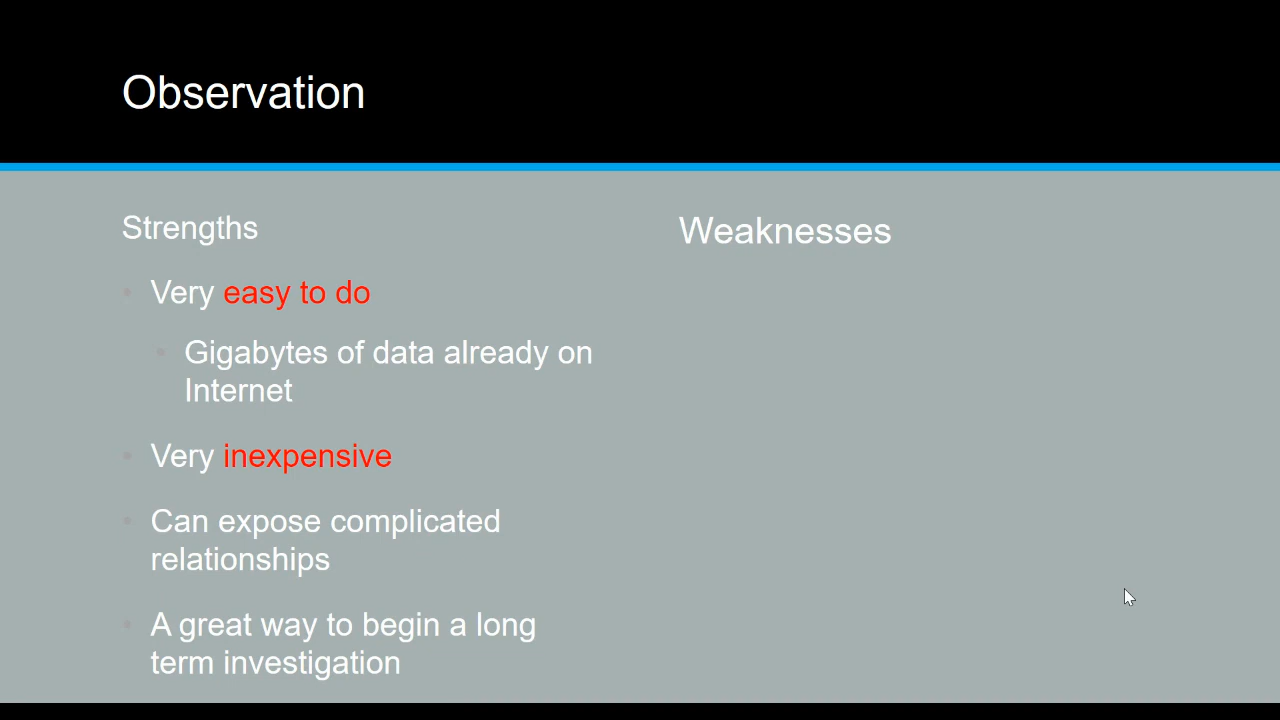 Observation
Strengths
Very easy to do
Gigabytes of data already on
Internet
Very inexpensive
Can expose complicated
relationships
A great way to begin a long
term investigation
Weaknesses